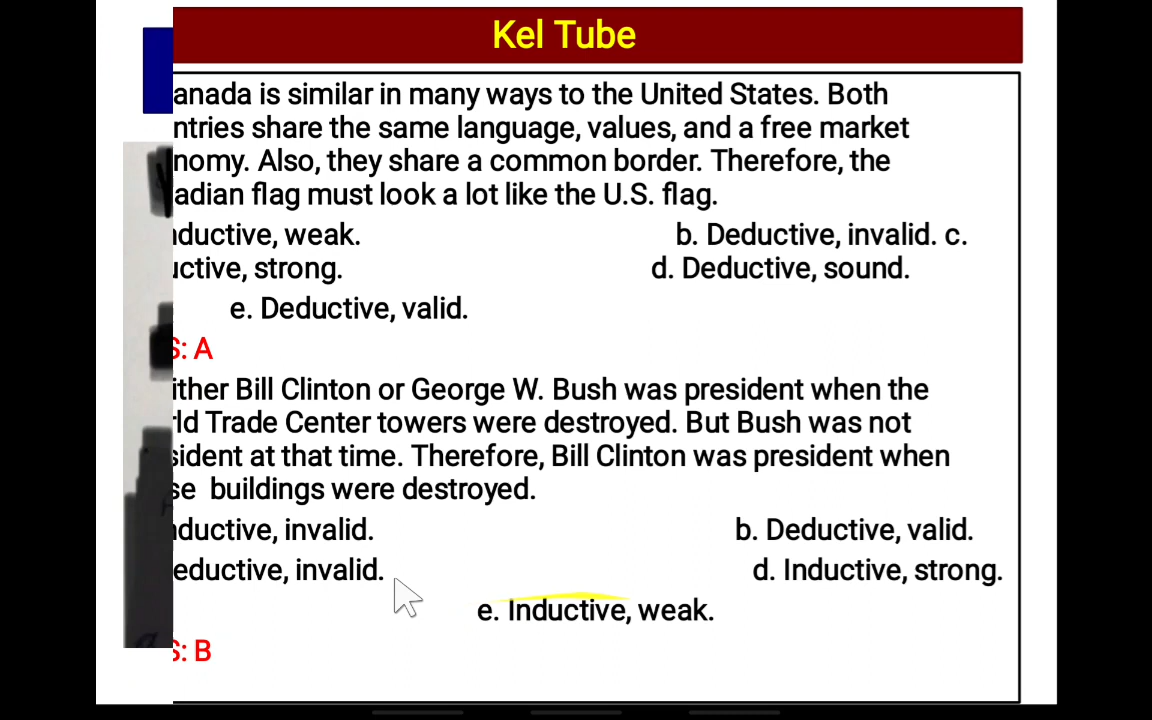 Kel Tube
anada is similar in many ways to the United States. Both
ntries share the same language, values, and a free market
nomy. Also, they share a common border. Therefore, the
adian flag must look a lot like the U.S. flag.
nductive, weak. b. Deductive, invalid. c.
uctive, strong. d. Deductive, sound.
e. Deductive, valid.
S: A
ither Bill Clinton or George W. Bush was president when the
rld Trade Center towers were destroyed. But Bush was not
sident at that time. Therefore, Bill Clinton was president when
se buildings were destroyed.
nductive, invalid. b. Deductive, valid.
eductive, invalid. d. Inductive, strong.
e. Inductive, weak.
S: B